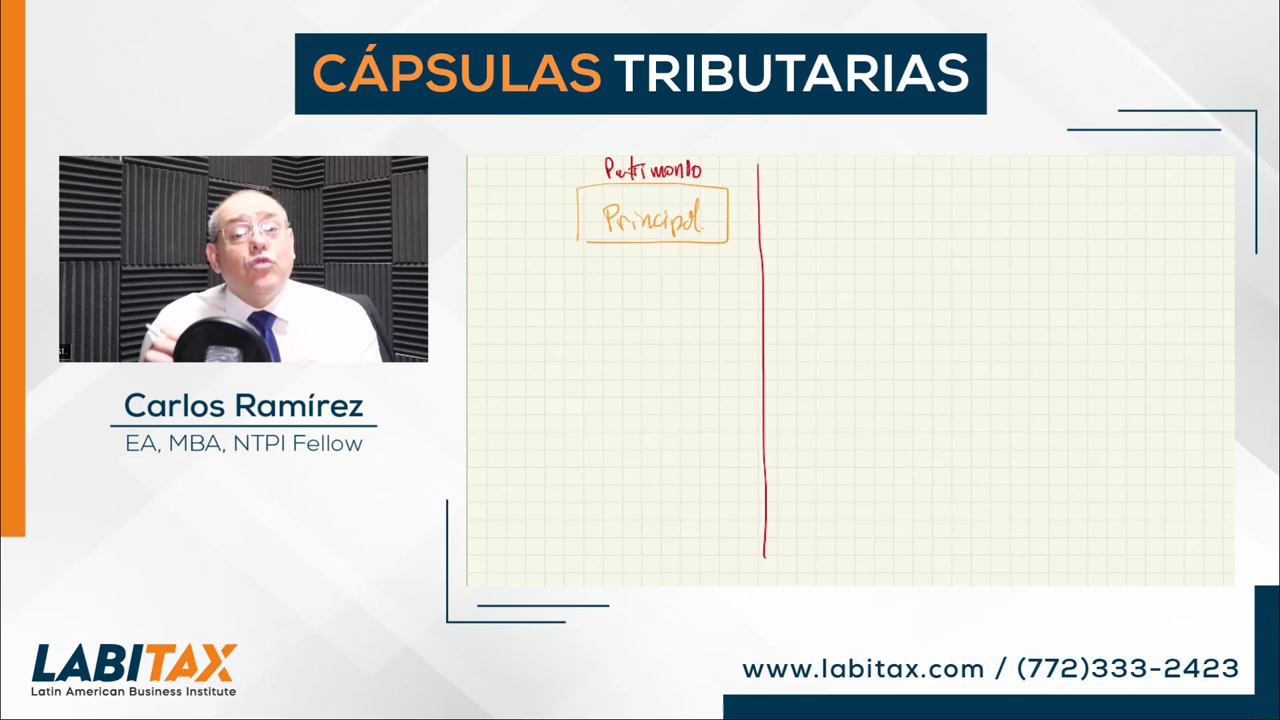 CÁPSULAS TRIBUTARIAS
Patrimonio
Principal.
st.
Carlos Ramírez
EA, MBA, NTPI Fellow
LABITAX
Latin American Business Institute
www.labitax.com / (772)333-2423